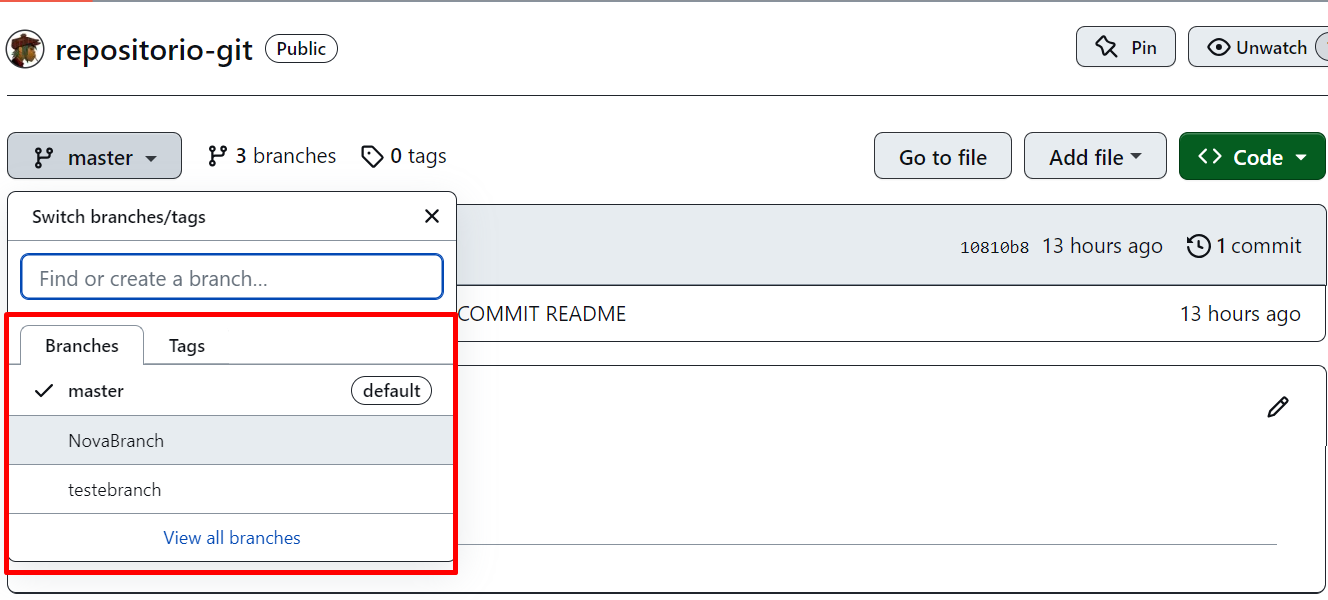 repositorio-git Public
Pin
Unwatch
master
3 branches
0 tags
Go to file
Add file
Code
Switch branches/tags
Find or create a branch...
10810b8 13 hours ago 1 commit
COMMIT README 13 hours ago
Branches Tags
master default
NovaBranch
testebranch
View all branches